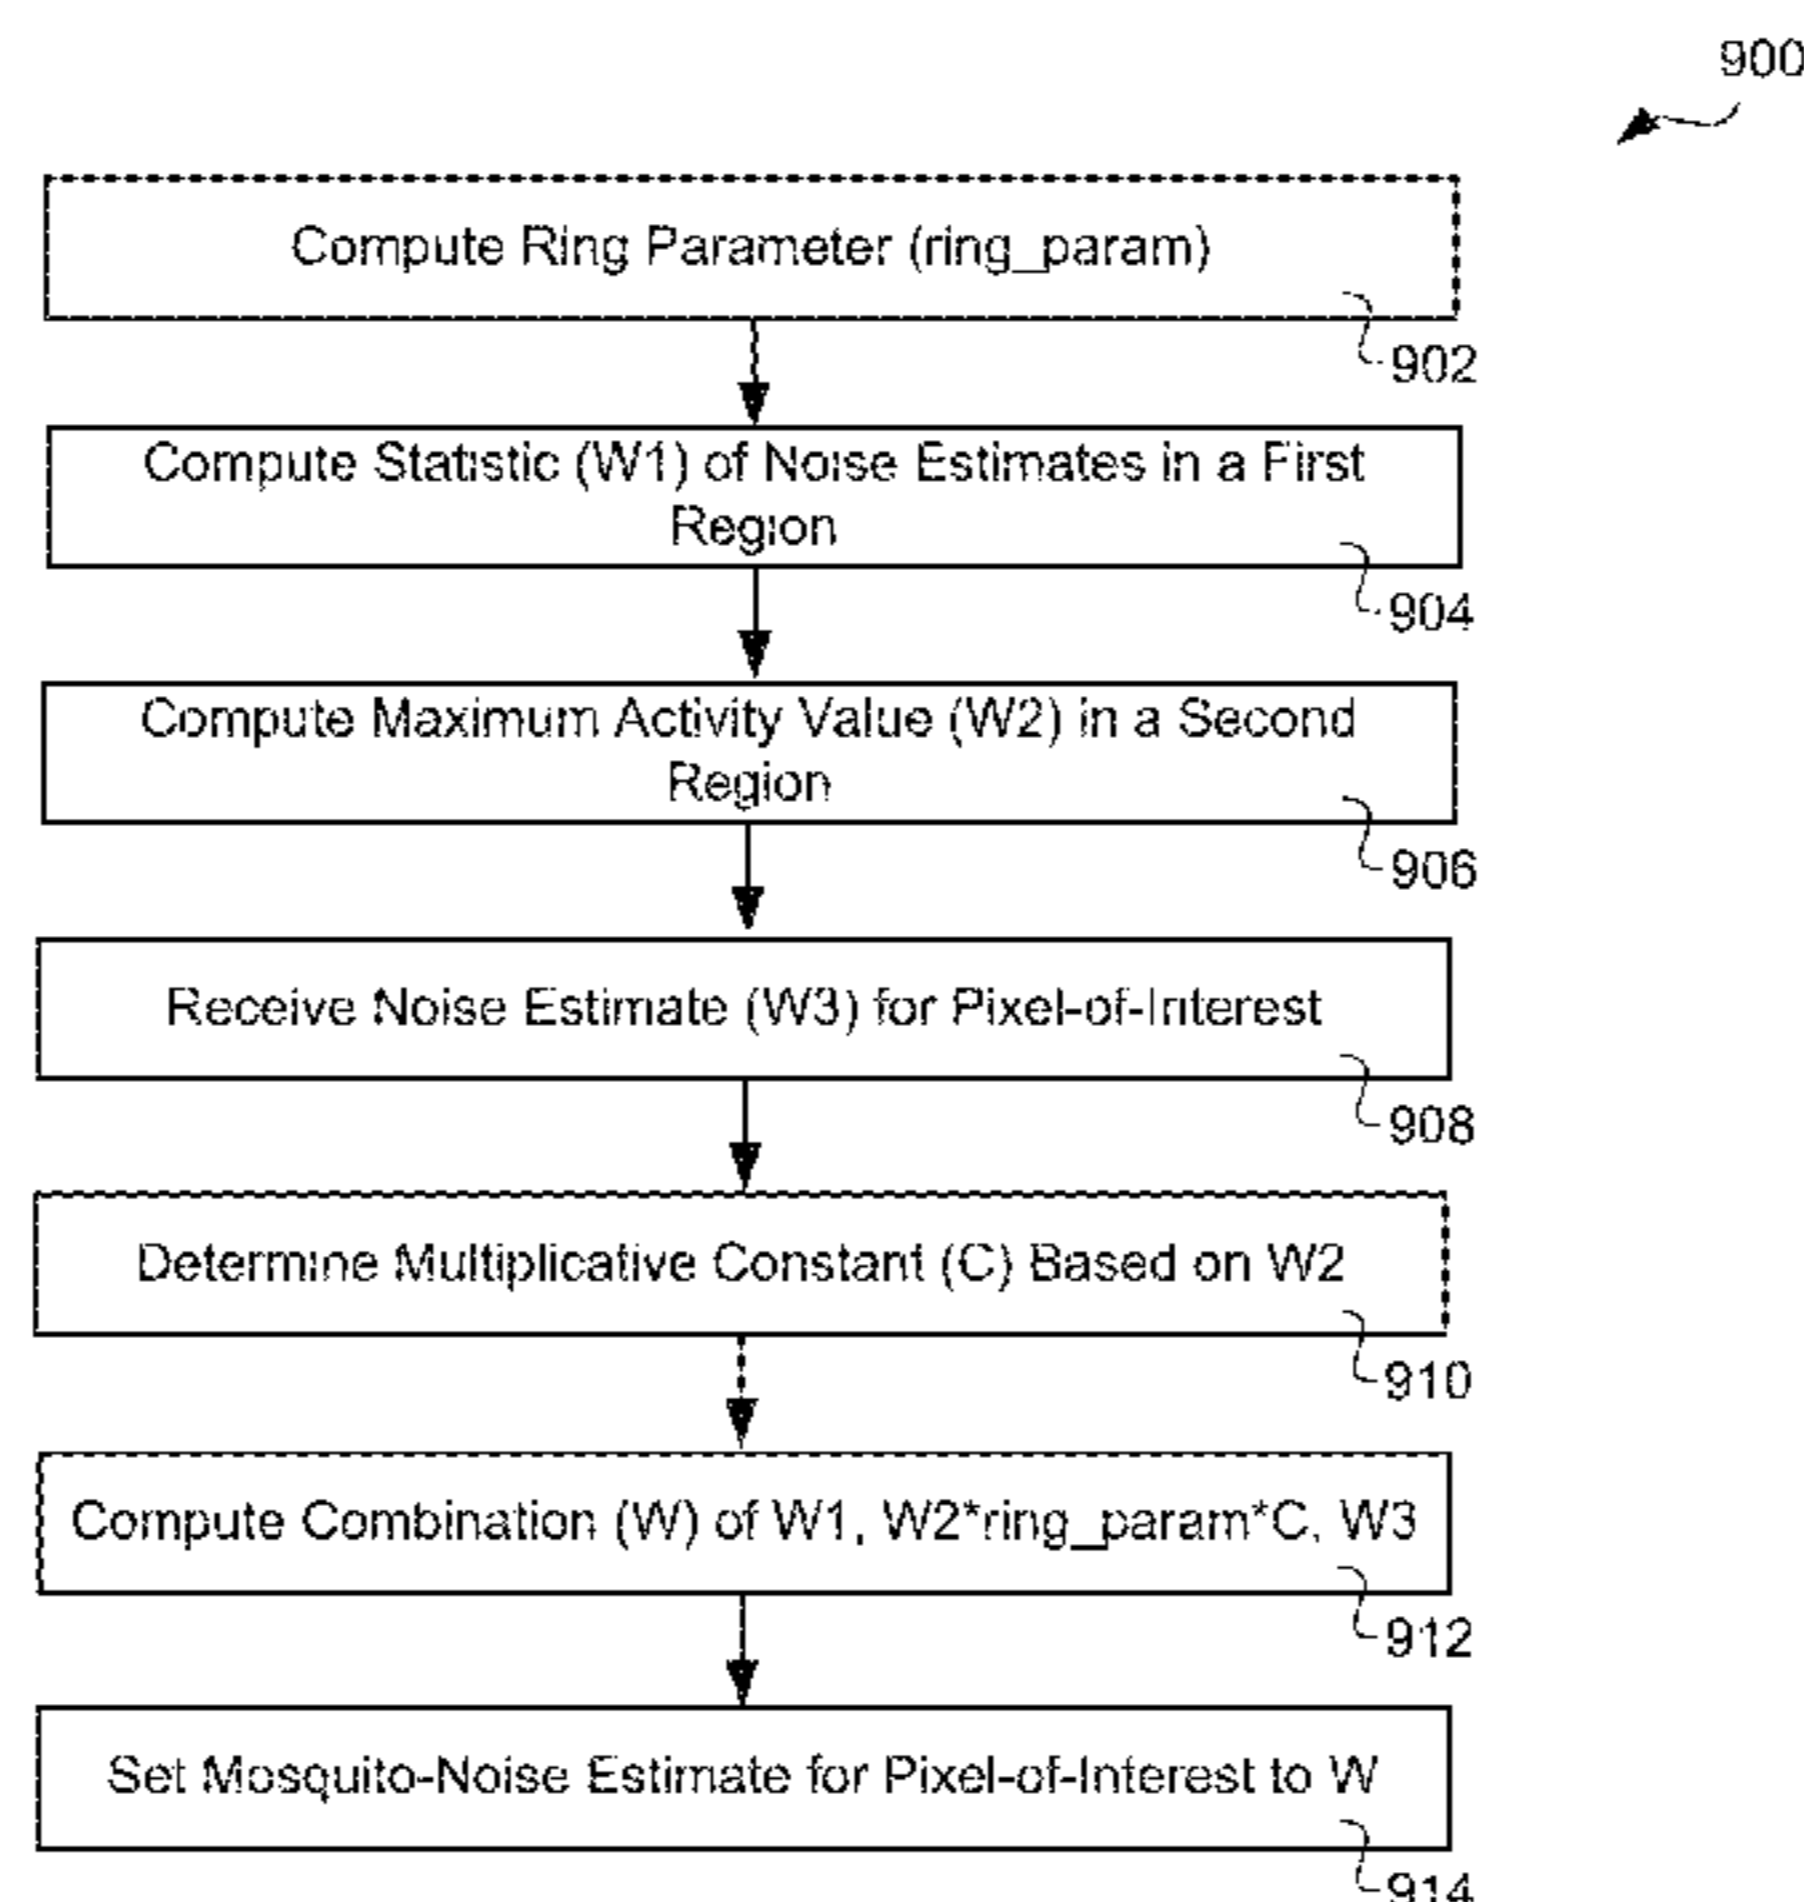 900
Compute Ring Parameter (ring_param)
902
Compute Statistic (W1) of Noise Estimates in a First
Region
904
Compute Maximum Activity Value (W2) in a Second
Region
906
Receive Noise Estimate (W3) for Pixel-of-Interest
908
Determine Multiplicative Constant (C) Based on W2
910
Compute Combination (W) of W1, W2*ring_param*C, W3
912
Set Mosquito-Noise Estimate for Pixel-of-Interest to W
914